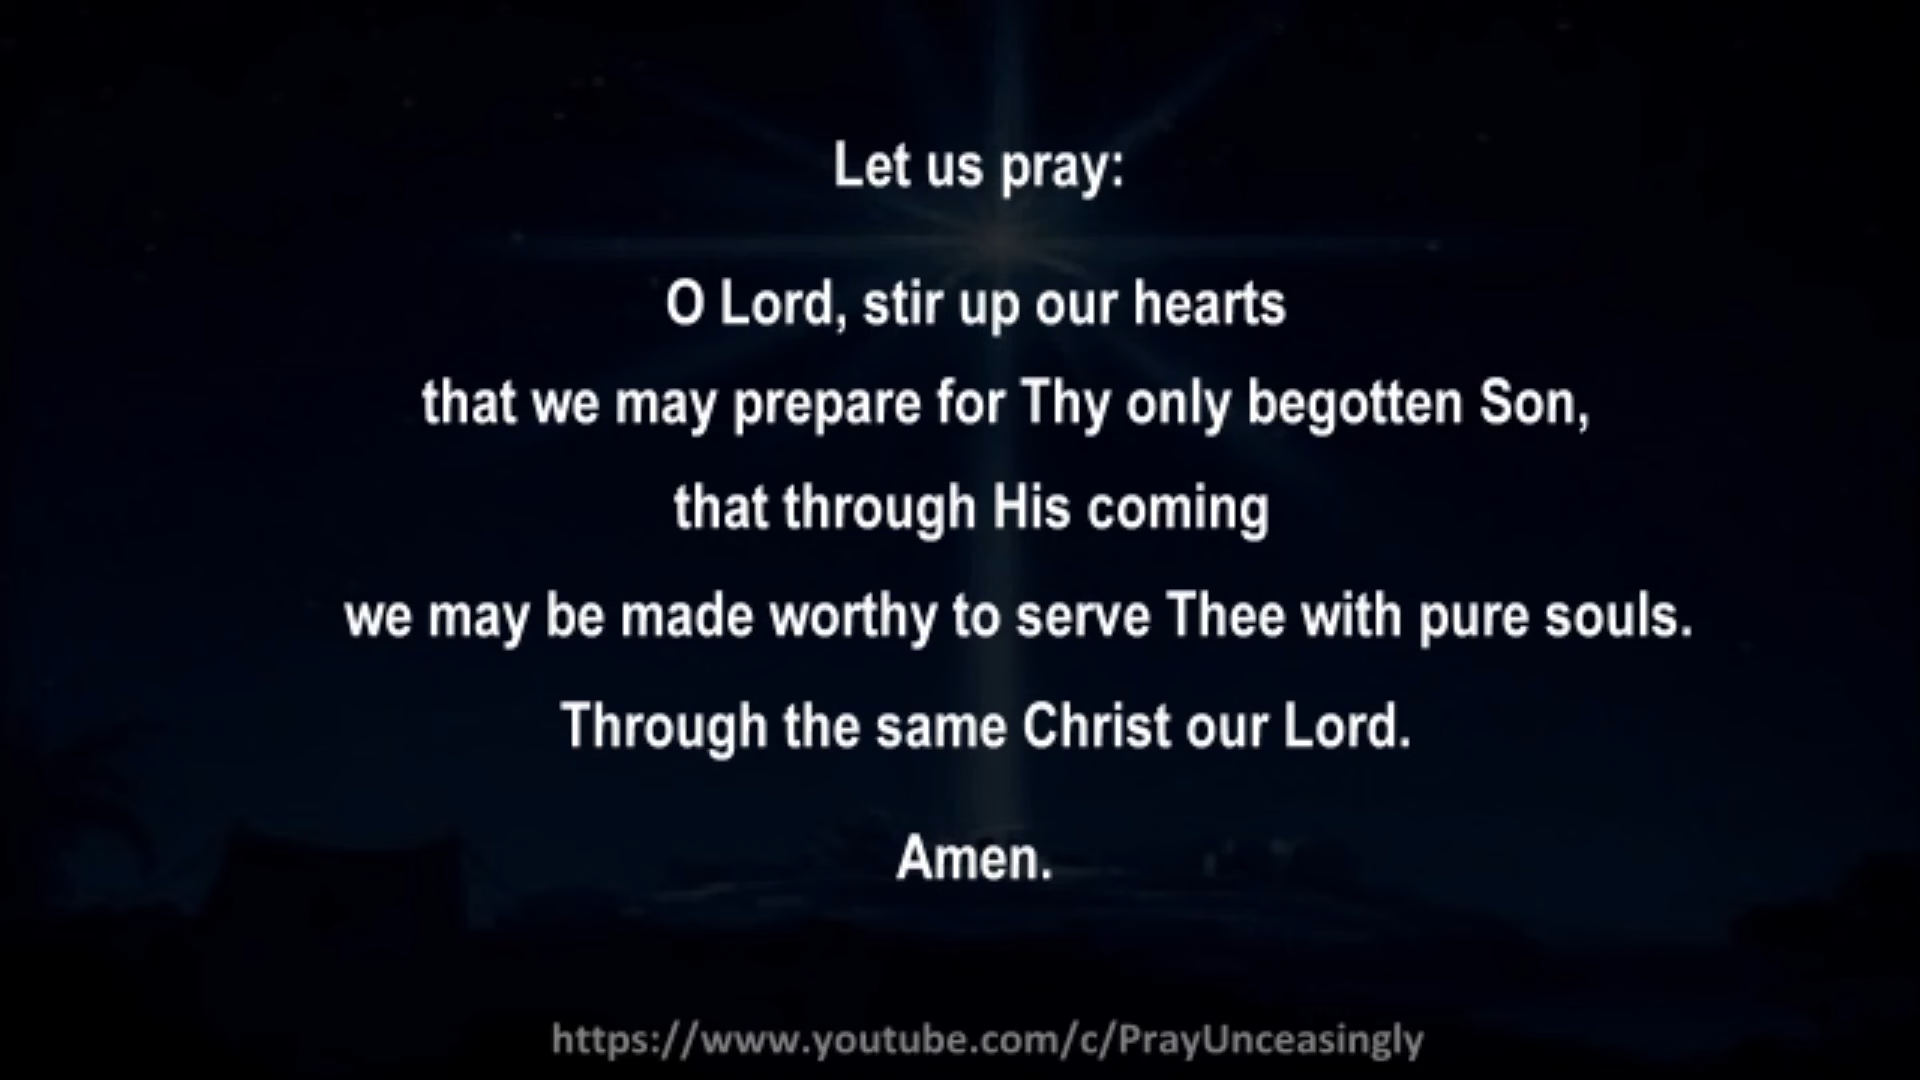 Let us pray:
O Lord, stir up our hearts
that we may prepare for Thy only begotten Son,
that through His coming
we may be made worthy to serve Thee with pure souls.
Through the same Christ our Lord.
Amen.
https://www.youtube.com/c/PrayUnceasingly